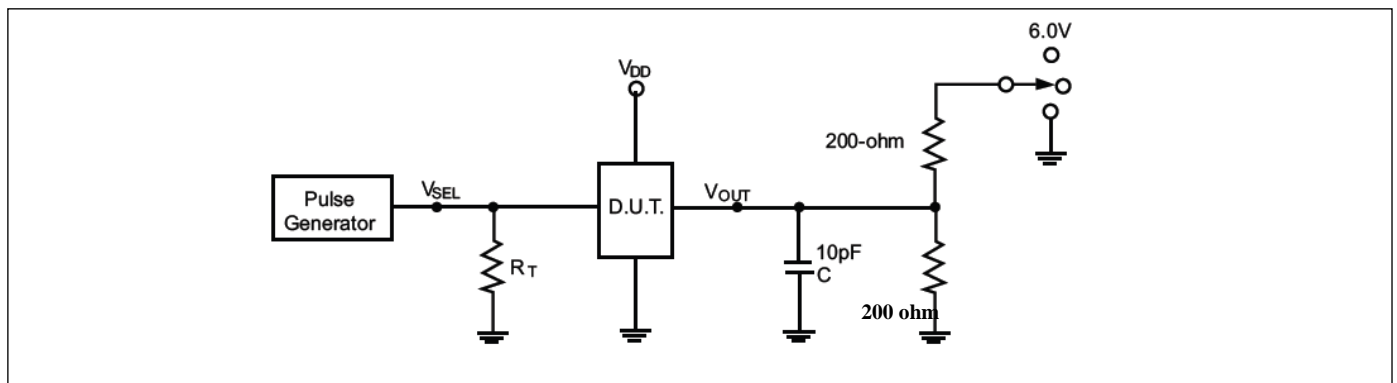 6.0V
VDD
200-ohm
Pulse
Generator
VSEL
D.U.T.
VOUT
RT
10pF
C
200 ohm